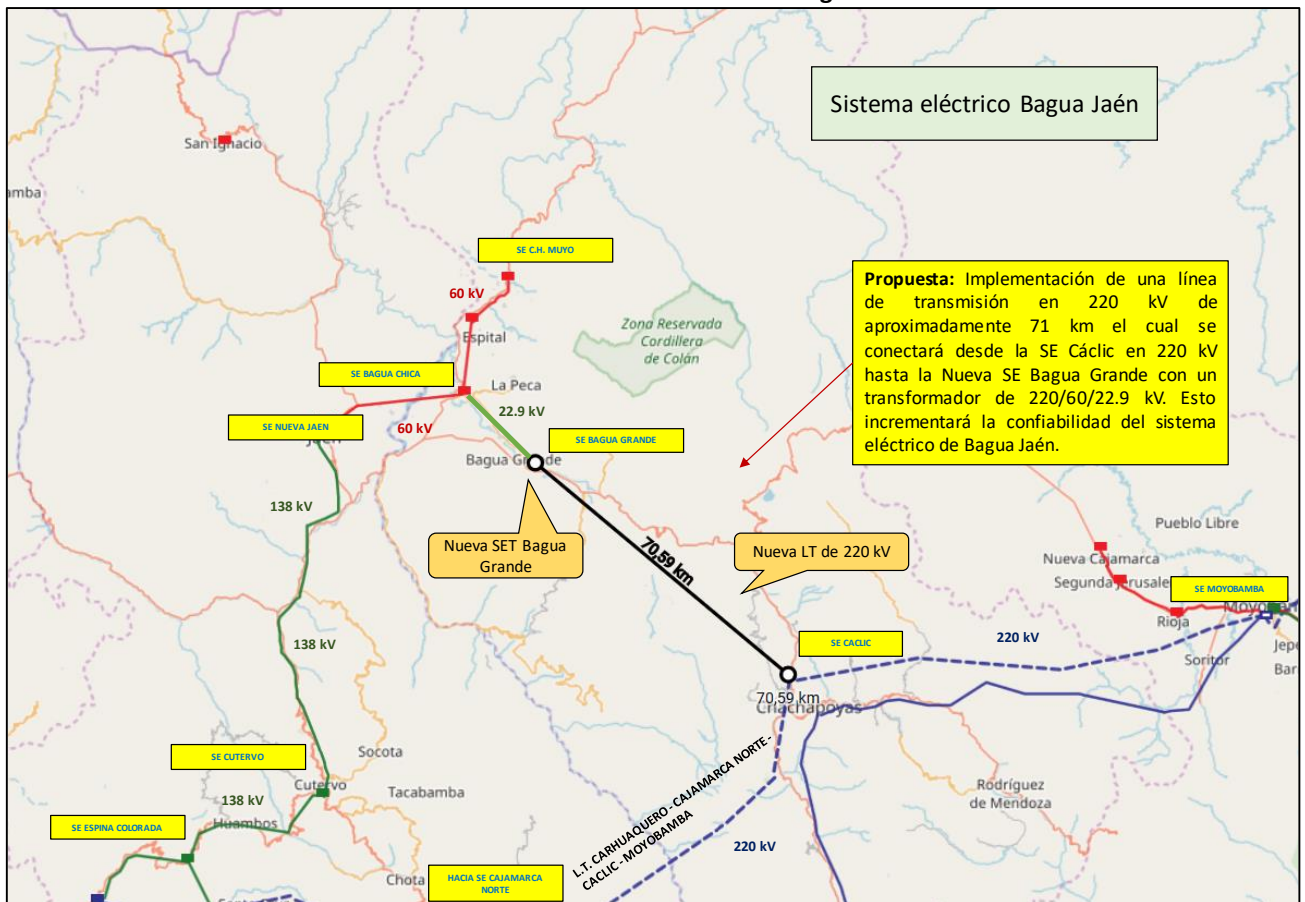 Sistema eléctrico Bagua Jaén
San Ignacio
amba
SE C.H. MUYO
60 kV
Espital
Zona Reservada
Cordillera
de Colán
Propuesta: Implementación de una línea
de transmisión en 220 kV de
aproximadamente 71 km el cual se
conectará desde la SE Cáclic en 220 kV
hasta la Nueva SE Bagua Grande con un
transformador de 220/60/22.9 kV. Esto
incrementará la confiabilidad del sistema
eléctrico de Bagua Jaén.
SE BAGUA CHICA
La Peca
22.9 kV
SE NUEVA JAEN
60 kV
SE BAGUA GRANDE
Bagua Grande
138 kV
Nueva SET Bagua
Grande
70,59 km
Nueva LT de 220 kV
Pueblo Libre
Nueva Cajamarca
Segunda Jerusale
SE MOYOBAMBA
Rioja
138 kV
SE CACLIC
220 kV
Soritor
Jepe
Bar
70,59 km
Chachapoyas
SE CUTERVO
Socota
Cutervo
Tacabamba
138 kV
Huambos
SE ESPINA COLORADA
Rodríguez
de Mendoza
L.T. CARHUAQUERO - CAJAMARCA NORTE -
CACLIC - MOYOBAMBA
220 kV
Chota
HACIA SE CAJAMARCA
NORTE